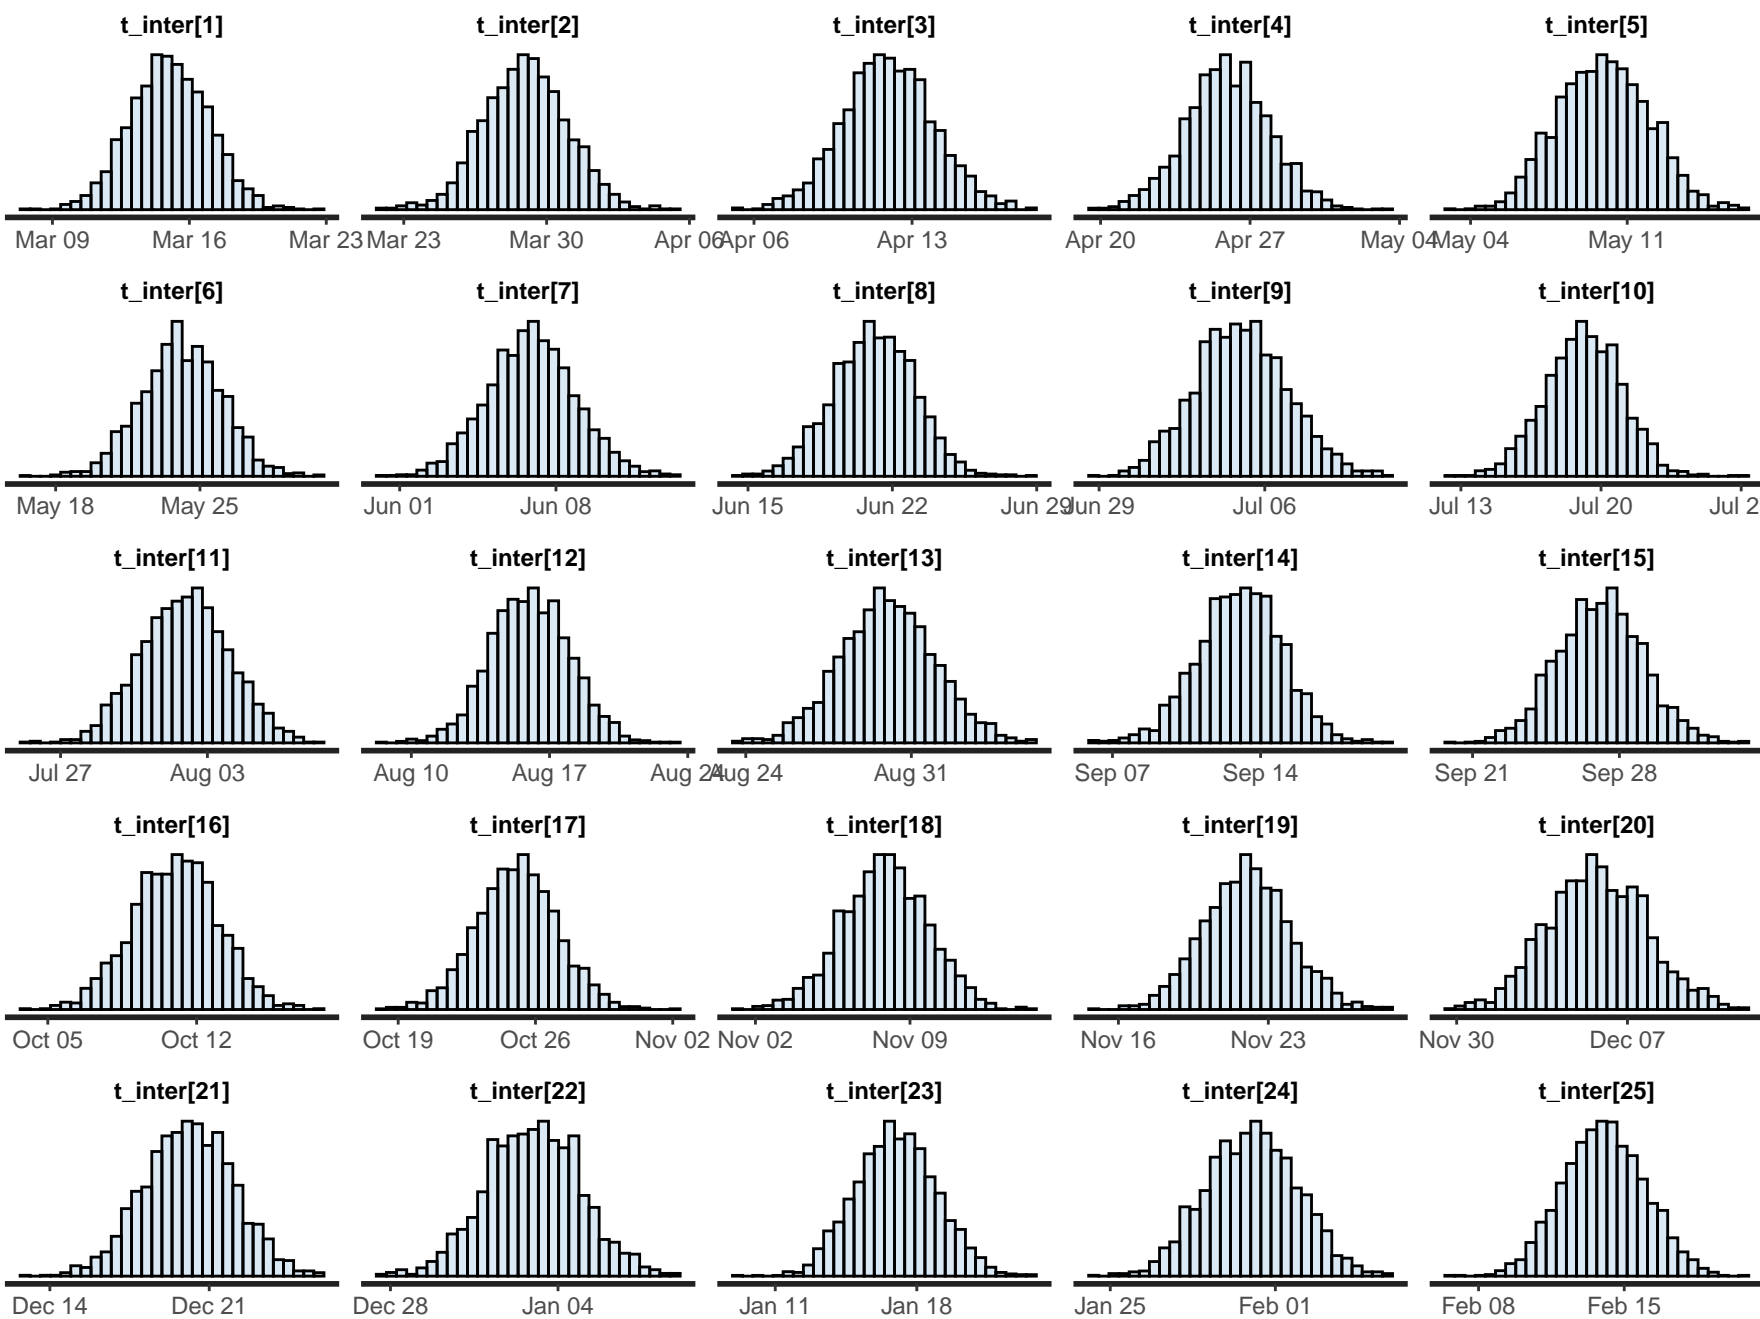 t_inter[1] t_inter[2] t_inter[3] t_inter[4] t_inter[5]
Mar 09 Mar 16 Mar 23 Mar 23 Mar 30 Apr 06 Apr 06 Apr 13 Apr 20 Apr 27 May 04 May 04 May 11
t_inter[6] t_inter[7] t_inter[8] t_inter[9] t_inter[10]
May 18 May 25 Jun 01 Jun 08 Jun 15 Jun 22 Jun 29 Jun 29 Jul 06 Jul 13 Jul 20 Jul 2
t_inter[11] t_inter[12] t_inter[13] t_inter[14] t_inter[15]
Jul 27 Aug 03 Aug 10 Aug 17 Aug 24 Aug 24 Aug 31 Sep 07 Sep 14 Sep 21 Sep 28
t_inter[16] t_inter[17] t_inter[18] t_inter[19] t_inter[20]
Oct 05 Oct 12 Oct 19 Oct 26 Nov 02 Nov 02 Nov 09 Nov 16 Nov 23 Nov 30 Dec 07
t_inter[21] t_inter[22] t_inter[23] t_inter[24] t_inter[25]
Dec 14 Dec 21 Dec 28 Jan 04 Jan 11 Jan 18 Jan 25 Feb 01 Feb 08 Feb 15